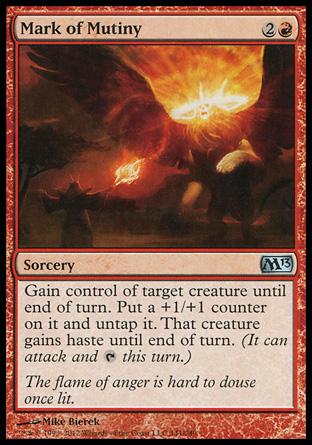 Mark of Mutiny 2
Sorcery M13
Gain control of target creature until
end of turn. Put a +1/+1 counter
on it and untap it. That creature
gains haste until end of turn. (It can
attack and this turn.)
The flame of anger is hard to douse
once lit.
Mike Bierek